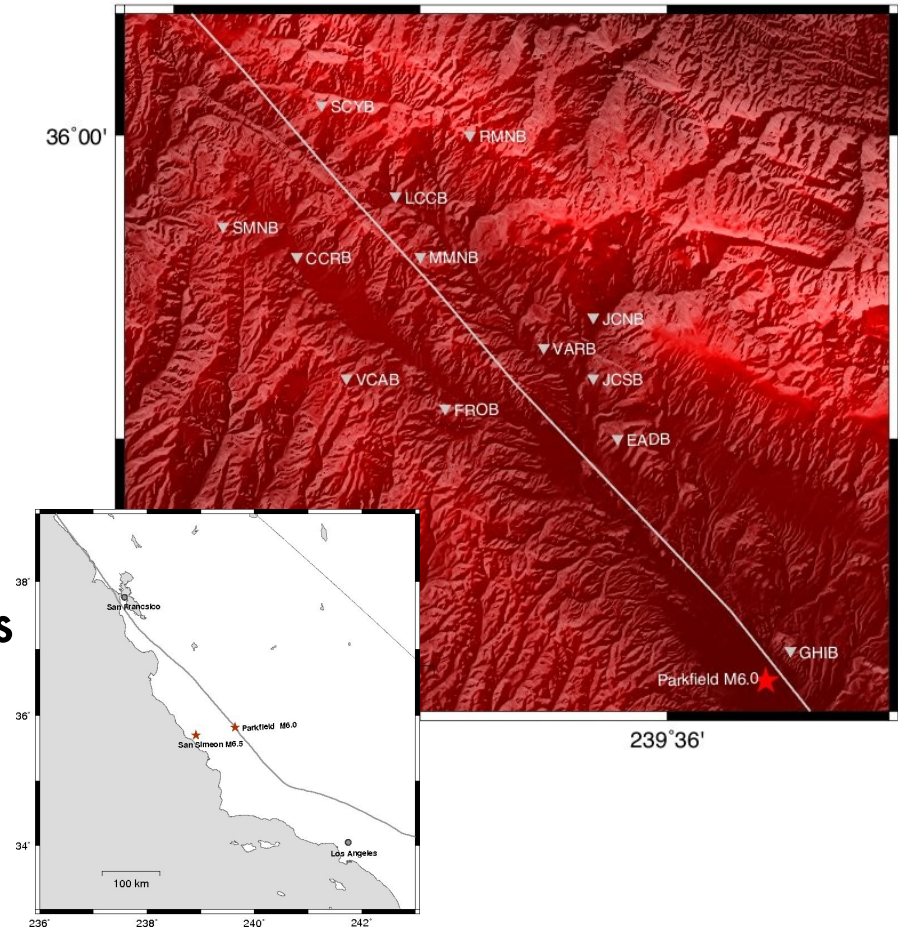 SCYB
36°00'
RMNB
LCCB
SMNB
CCRB
MMNB
JCNB
VARB
VCAB
JCSB
FROB
EADB
38°
San Francsico
s
GHIB
Parkfield M6.0
36°
Parkfield M6.0
San Simeon M6.5
239°36'
34°
Los Angeles
100 km
236°
238°
240°
242°